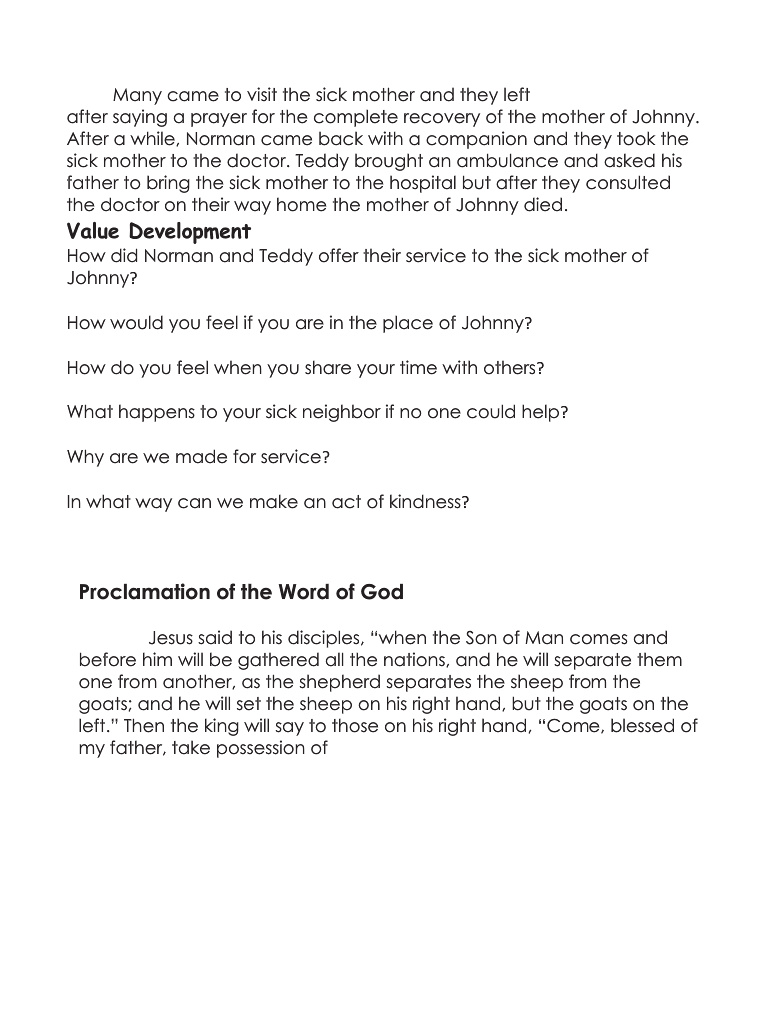 Many came to visit the sick mother and they left
after saying a prayer for the complete recovery of the mother of Johnny.
After a while, Norman came back with a companion and they took the
sick mother to the doctor. Teddy brought an ambulance and asked his
father to bring the sick mother to the hospital but after they consulted
the doctor on their way home the mother of Johnny died.
Value Development
How did Norman and Teddy offer their service to the sick mother of
Johnny?
How would you feel if you are in the place of Johnny?
How do you feel when you share your time with others?
What happens to your sick neighbor if no one could help?
Why are we made for service?
In what way can we make an act of kindness?
Proclamation of the Word of God
Jesus said to his disciples, “when the Son of Man comes and
before him will be gathered all the nations, and he will separate them
one from another, as the shepherd separates the sheep from the
goats; and he will set the sheep on his right hand, but the goats on the
left.” Then the king will say to those on his right hand, “Come, blessed of
my father, take possession of